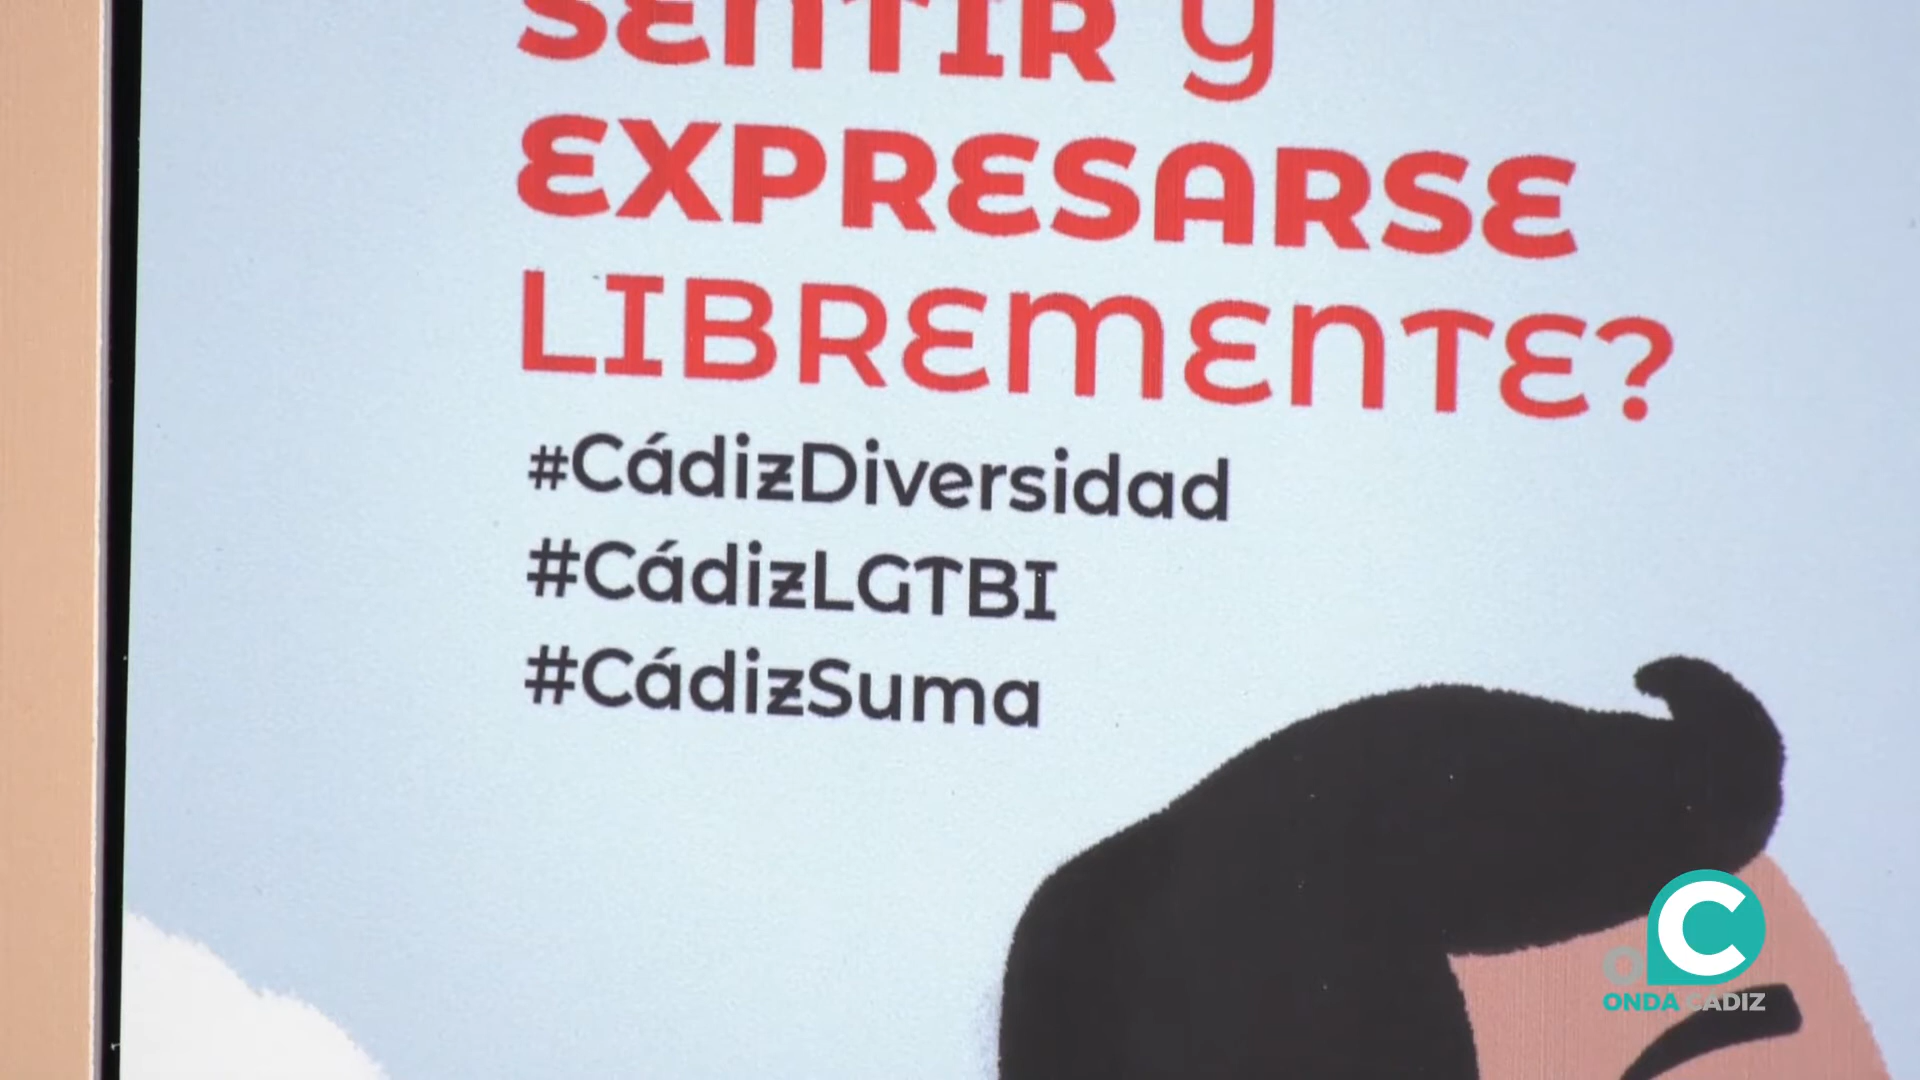 SENTIR y
EXPRESARSE
LIBREMENTE?
#CádizDiversidad
#CádizLGTBI
#CádizSuma
ONDA CÁDIZ